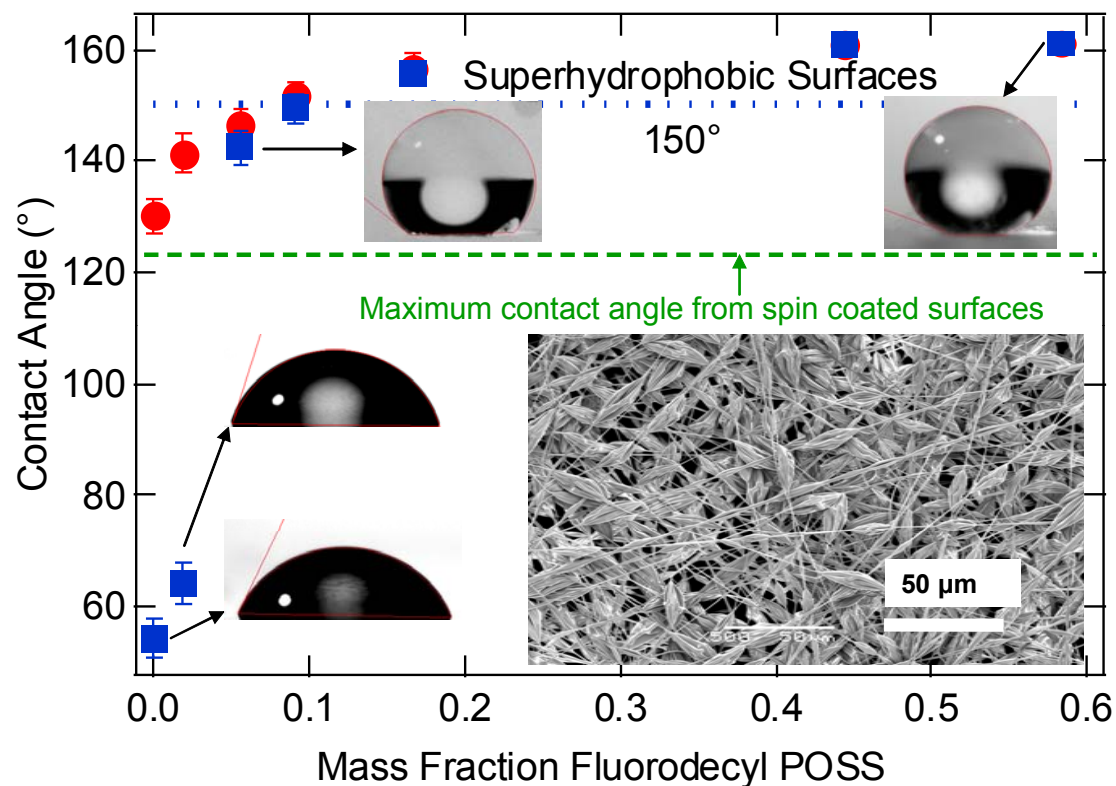 160
140
120
100
80
60
Contact Angle (°)
Superhydrophobic Surfaces
150°
Maximum contact angle from spin coated surfaces
50 µm
500 50µm
0.0 0.1 0.2 0.3 0.4 0.5 0.6
Mass Fraction Fluorodecyl POSS